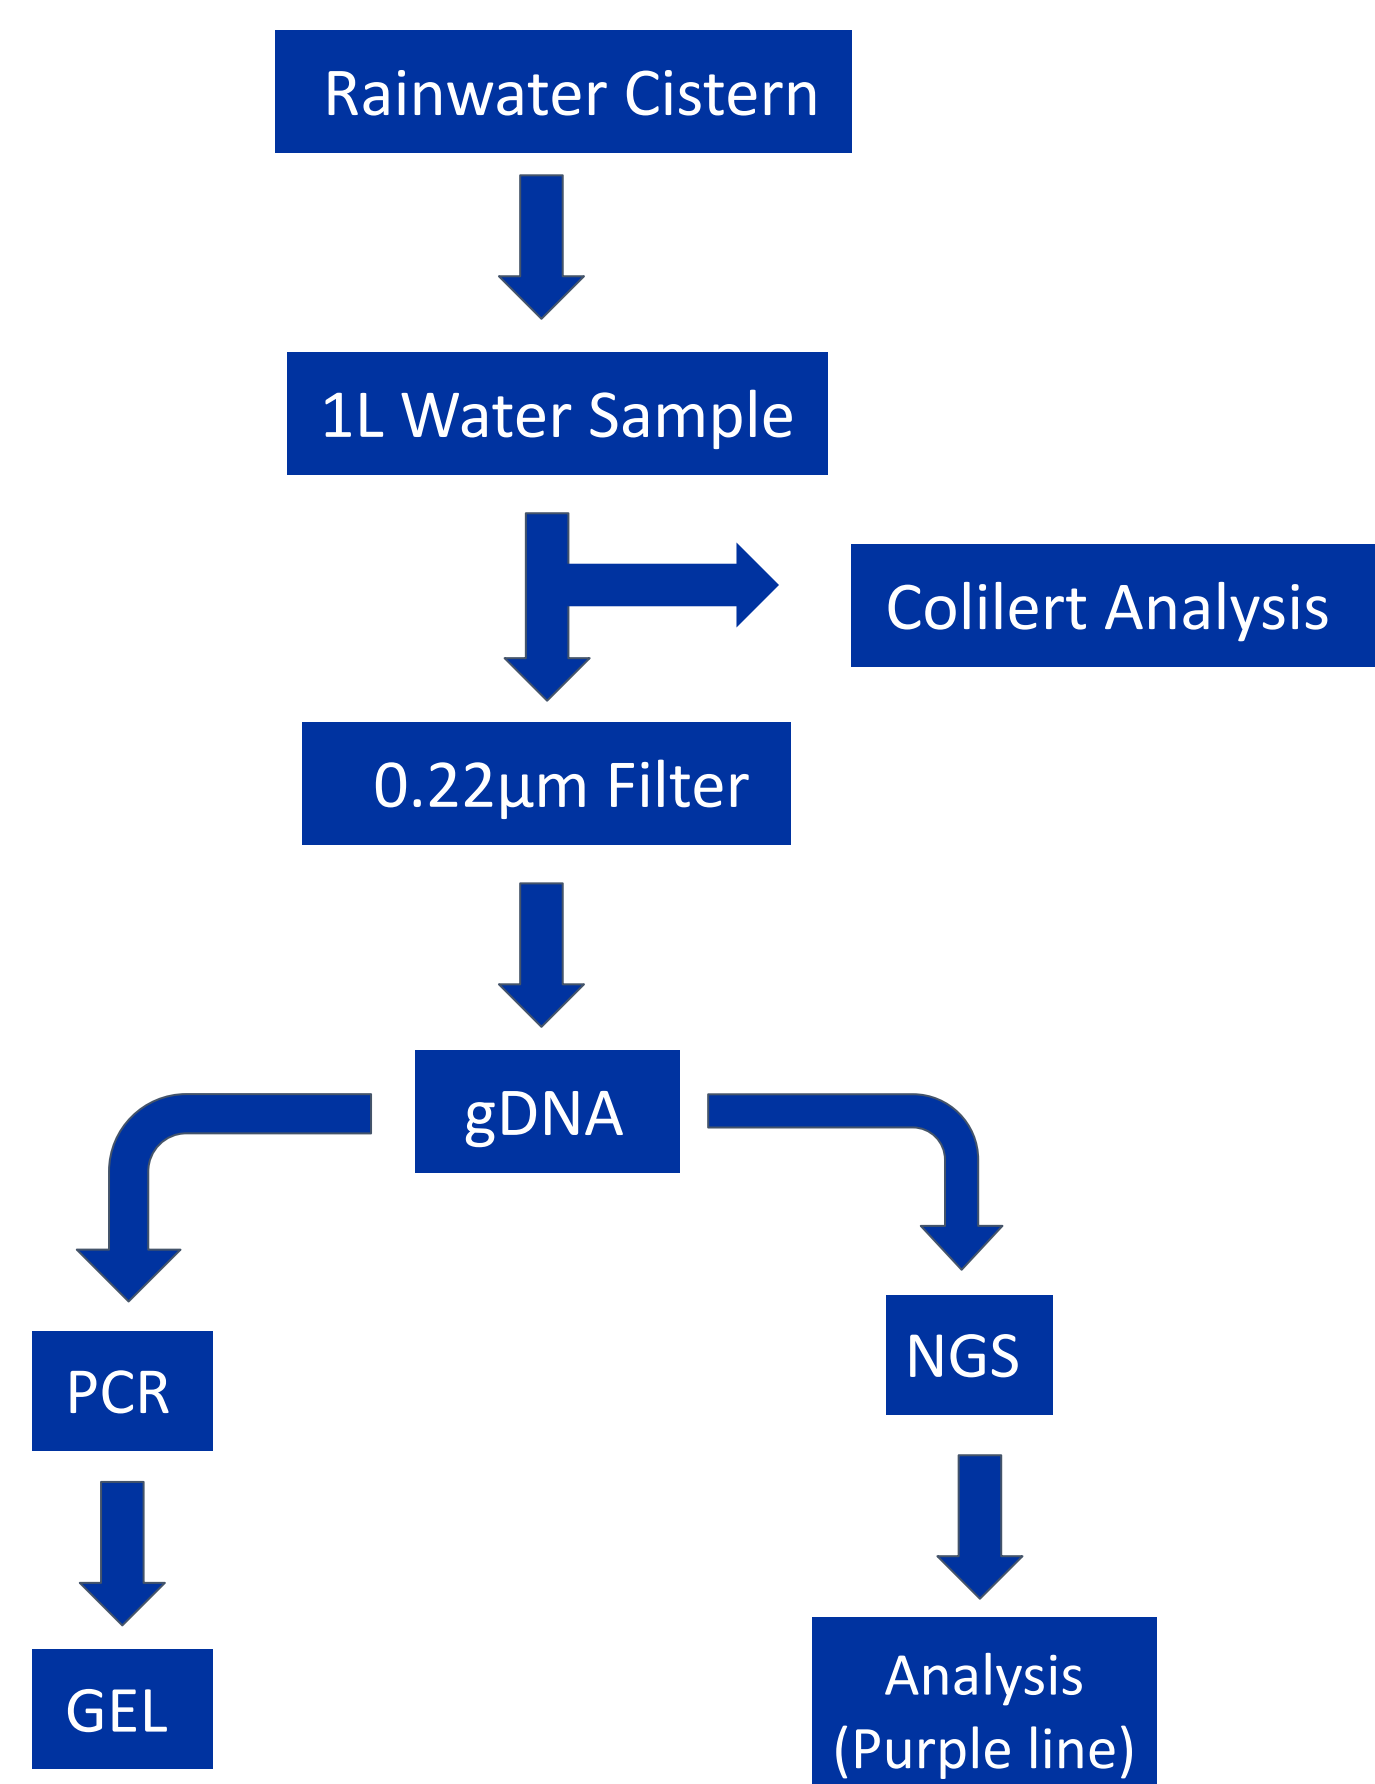 Rainwater Cistern
1L Water Sample
Colilert Analysis
0.22µm Filter
gDNA
PCR
NGS
GEL
Analysis
(Purple line)